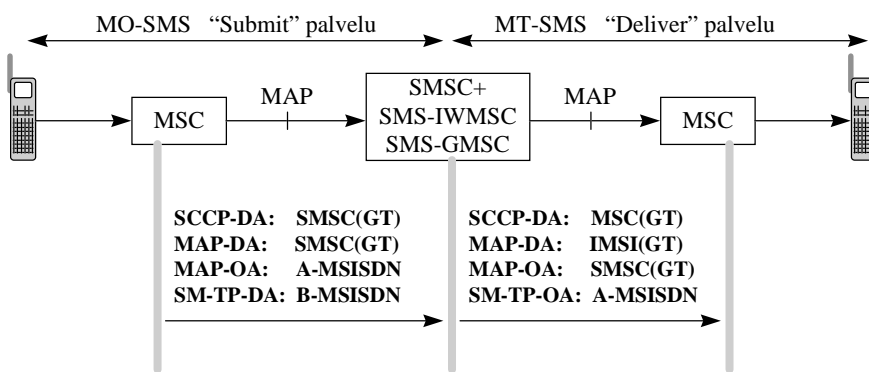 MO-SMS “Submit” palvelu
MT-SMS “Deliver” palvelu
MSC
MAP
SMSC+
SMS-IWMSC
SMS-GMSC
MAP
MSC
SCCP-DA: SMSC(GT)
MAP-DA: SMSC(GT)
MAP-OA: A-MSISDN
SM-TP-DA: B-MSISDN
SCCP-DA: MSC(GT)
MAP-DA: IMSI(GT)
MAP-OA: SMSC(GT)
SM-TP-OA: A-MSISDN